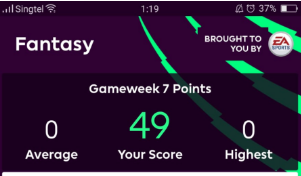 Singtel 1:19 37%
Fantasy
BROUGHT TO
YOU BY
EA
SPORTS
Gameweek 7 Points
0 49 0
Average Your Score Highest